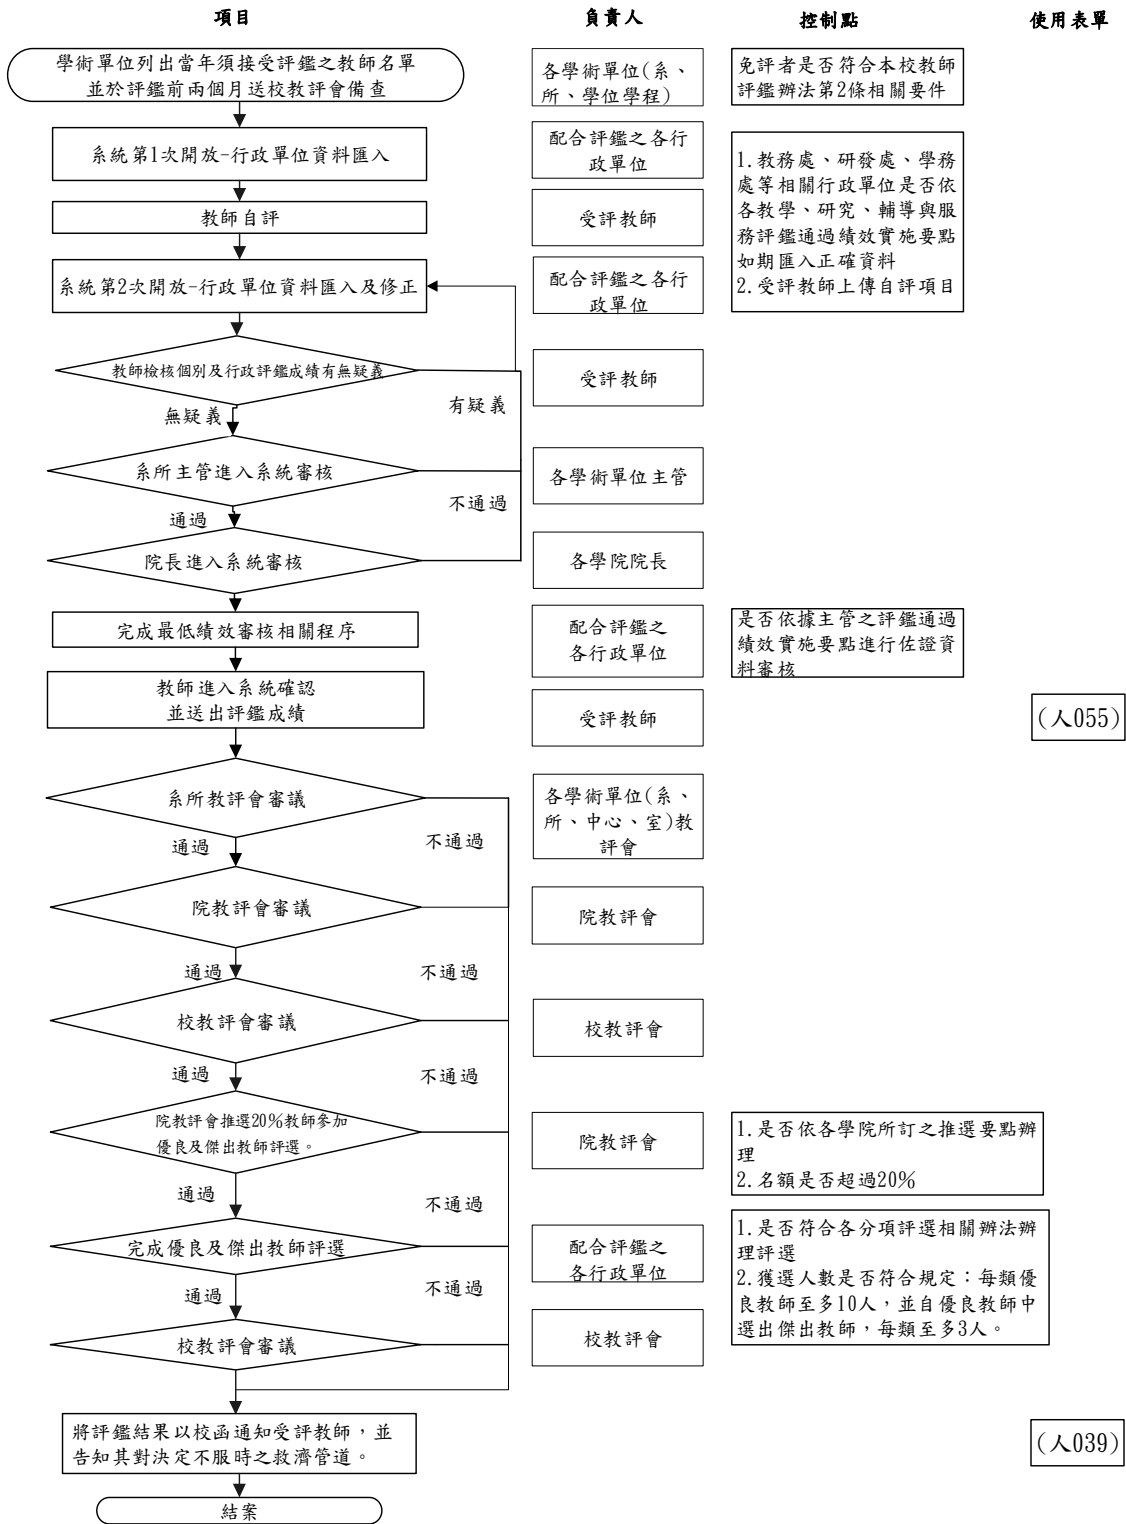 項目
負責人
控制點
使用表單
學術單位列出當年須接受評鑑之教師名單
並於評鑑前兩個月送校教評會備查
各學術單位(系、
所、學位學程)
免評者是否符合本校教師
評鑑辦法第2條相關要件
系統第1次開放-行政單位資料匯入
配合評鑑之各行
政單位
1.教務處、研發處、學務
處等相關行政單位是否依
各教學、研究、輔導與服
務評鑑通過績效實施要點
如期匯入正確資料
2.受評教師上傳自評項目
教師自評
受評教師
系統第2次開放-行政單位資料匯入及修正
配合評鑑之各行
政單位
教師檢核個別及行政評鑑成績有無疑義
受評教師
無疑義
有疑義
系所主管進入系統審核
各學術單位主管
通過
不通過
院長進入系統審核
各學院院長
完成最低績效審核相關程序
配合評鑑之
各行政單位
是否依據主管之評鑑通過
績效實施要點進行佐證資
料審核
教師進入系統確認
並送出評鑑成績
受評教師
(人055)
系所教評會審議
各學術單位(系、
所、中心、室)教
評會
通過
不通過
院教評會審議
院教評會
通過
不通過
校教評會審議
校教評會
通過
不通過
院教評會推選20%教師參加
優良及傑出教師評選。
院教評會
1.是否依各學院所訂之推選要點辦
理
2.名額是否超過20%
通過
不通過
完成優良及傑出教師評選
配合評鑑之
各行政單位
1.是否符合各分項評選相關辦法辦
理評選
2.獲選人數是否符合規定：每類優
良教師至多10人，並自優良教師中
選出傑出教師，每類至多3人。
通過
不通過
校教評會審議
校教評會
將評鑑結果以校函通知受評教師，並
告知其對決定不服時之救濟管道。
(人039)
結案